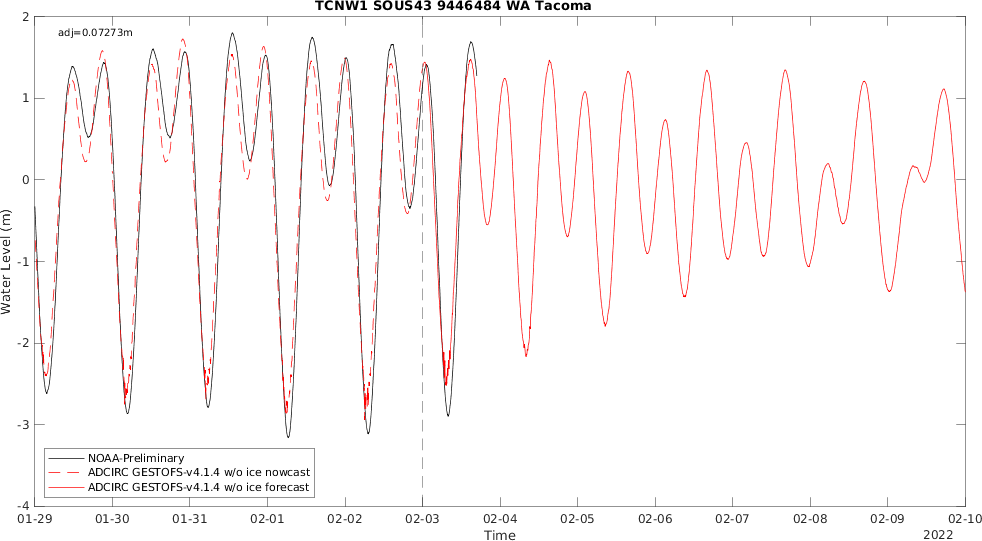 TCNW1 SOUS43 9446484 WA Tacoma
adj=0.07273m
Water Level (m)
2
1
0
-1
-2
-3
-4
NOAA-Preliminary
ADCIRC GESTOFS-v4.1.4 w/o ice nowcast
ADCIRC GESTOFS-v4.1.4 w/o ice forecast
01-29 01-30 01-31 02-01 02-02 02-03 02-04 02-05 02-06 02-07 02-08 02-09 02-10
Time
2022